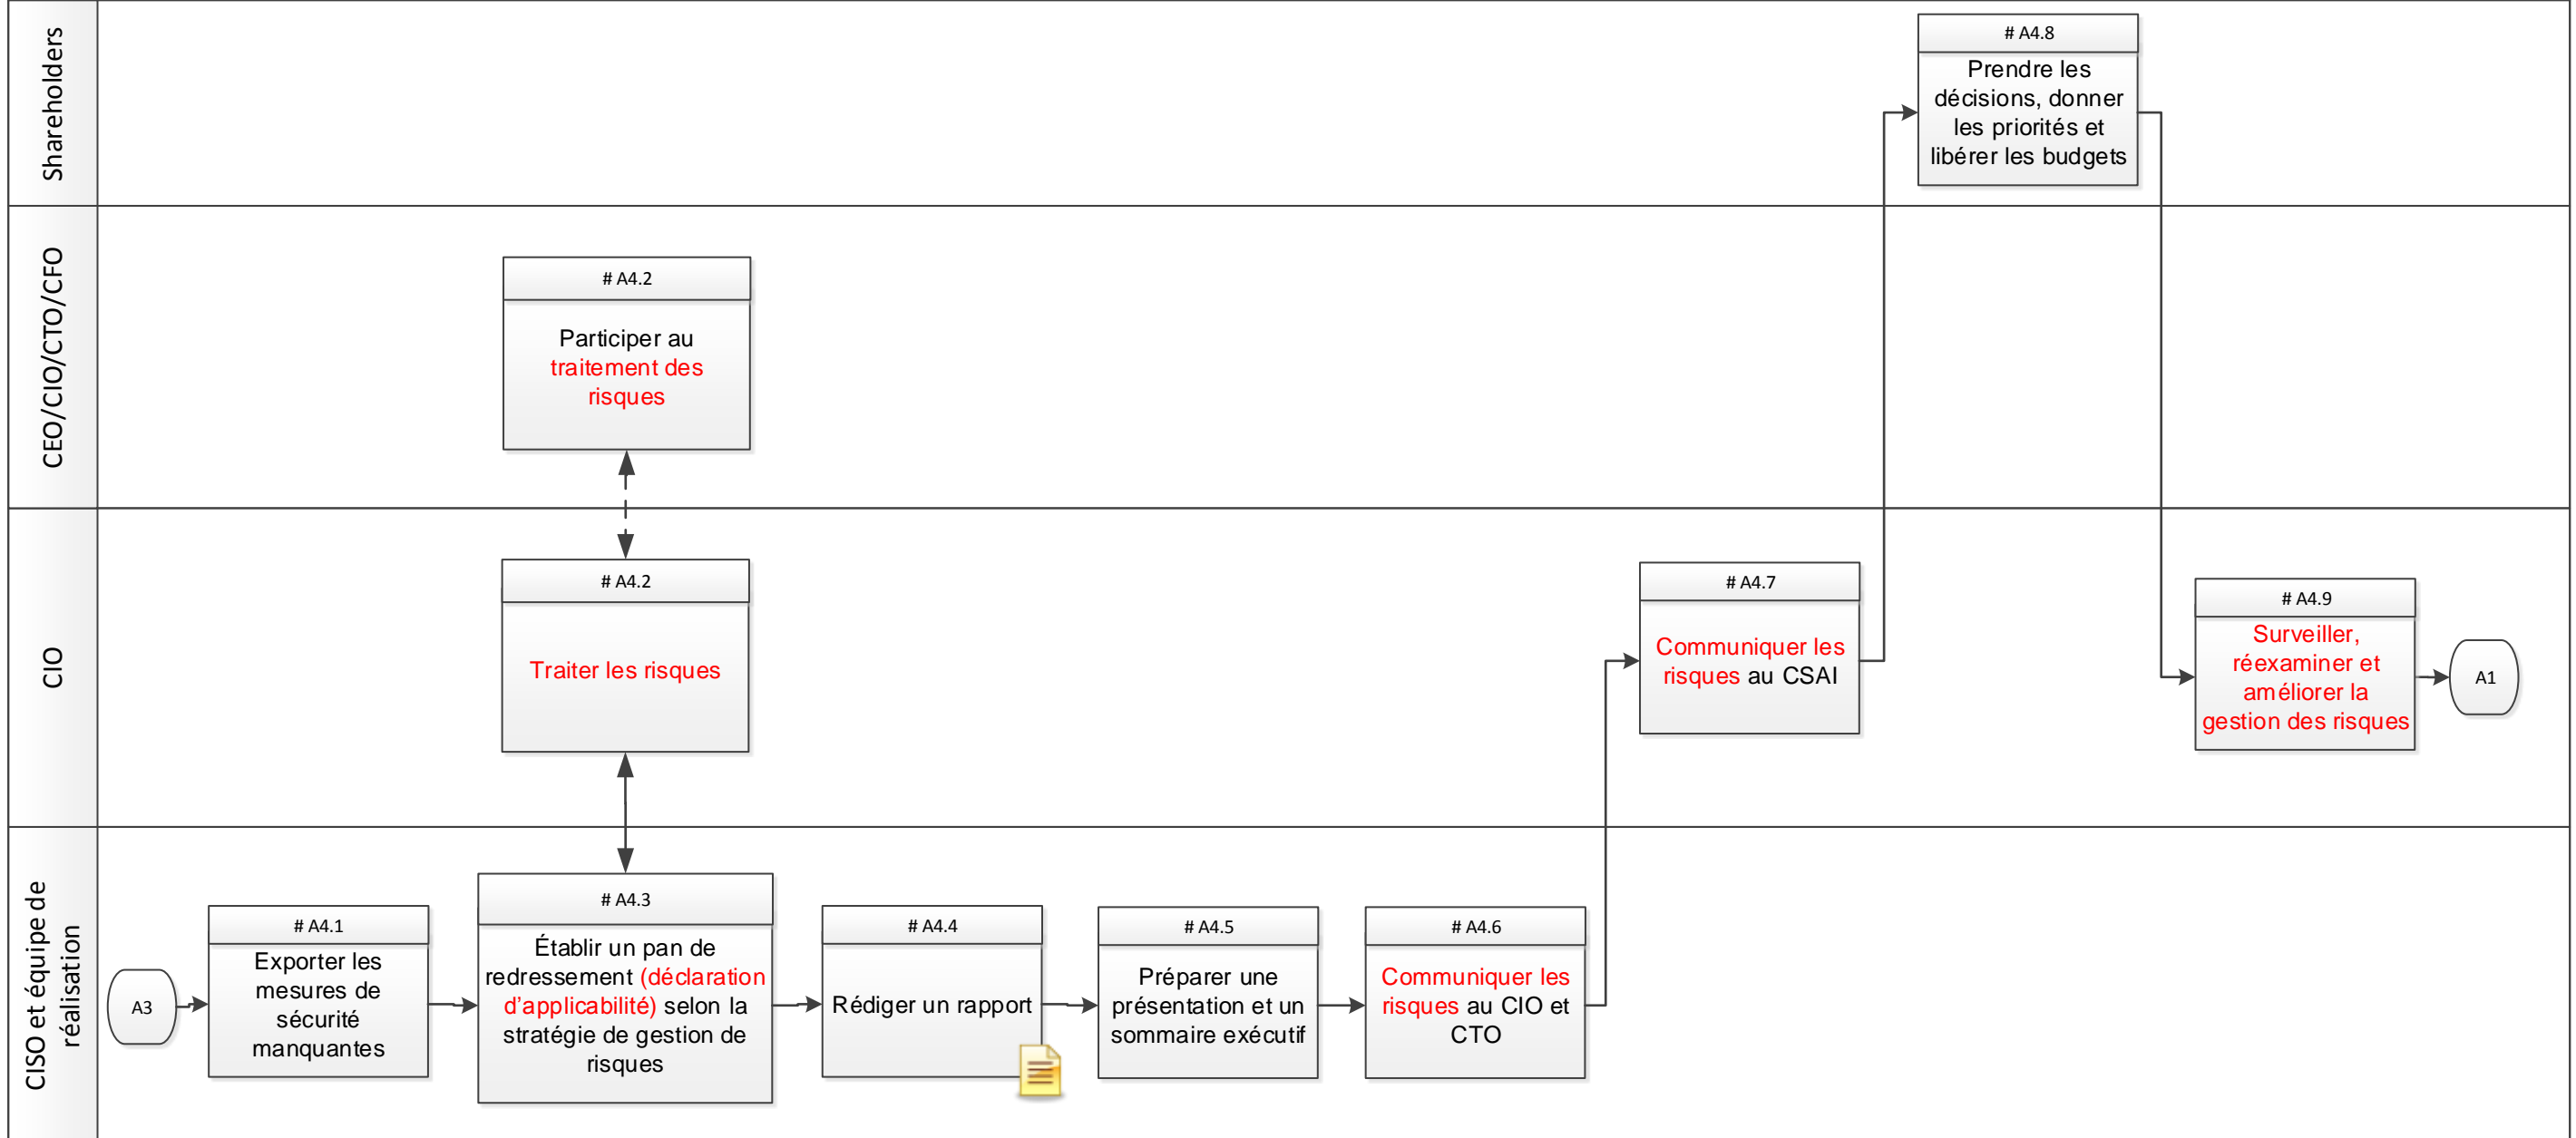 Shareholders
# A4.8
Prendre les
décisions, donner
les priorités et
libérer les budgets
CEO/CIO/CTO/CFO
# A4.2
Participer au
traitement des
risques
CIO
# A4.2
Traiter les risques
# A4.7
Communiquer les
risques au CSAI
# A4.9
Surveiller,
réexaminer et
améliorer la
gestion des risques
A1
CISO et équipe de
réalisation
A3
# A4.1
Exporter les
mesures de
sécurité
manquantes
# A4.3
Établir un pan de
redressement (déclaration
d'applicabilité) selon la
stratégie de gestion de
risques
# A4.4
Rédiger un rapport
# A4.5
Préparer une
présentation et un
sommaire exécutif
# A4.6
Communiquer les
risques au CIO et
CTO